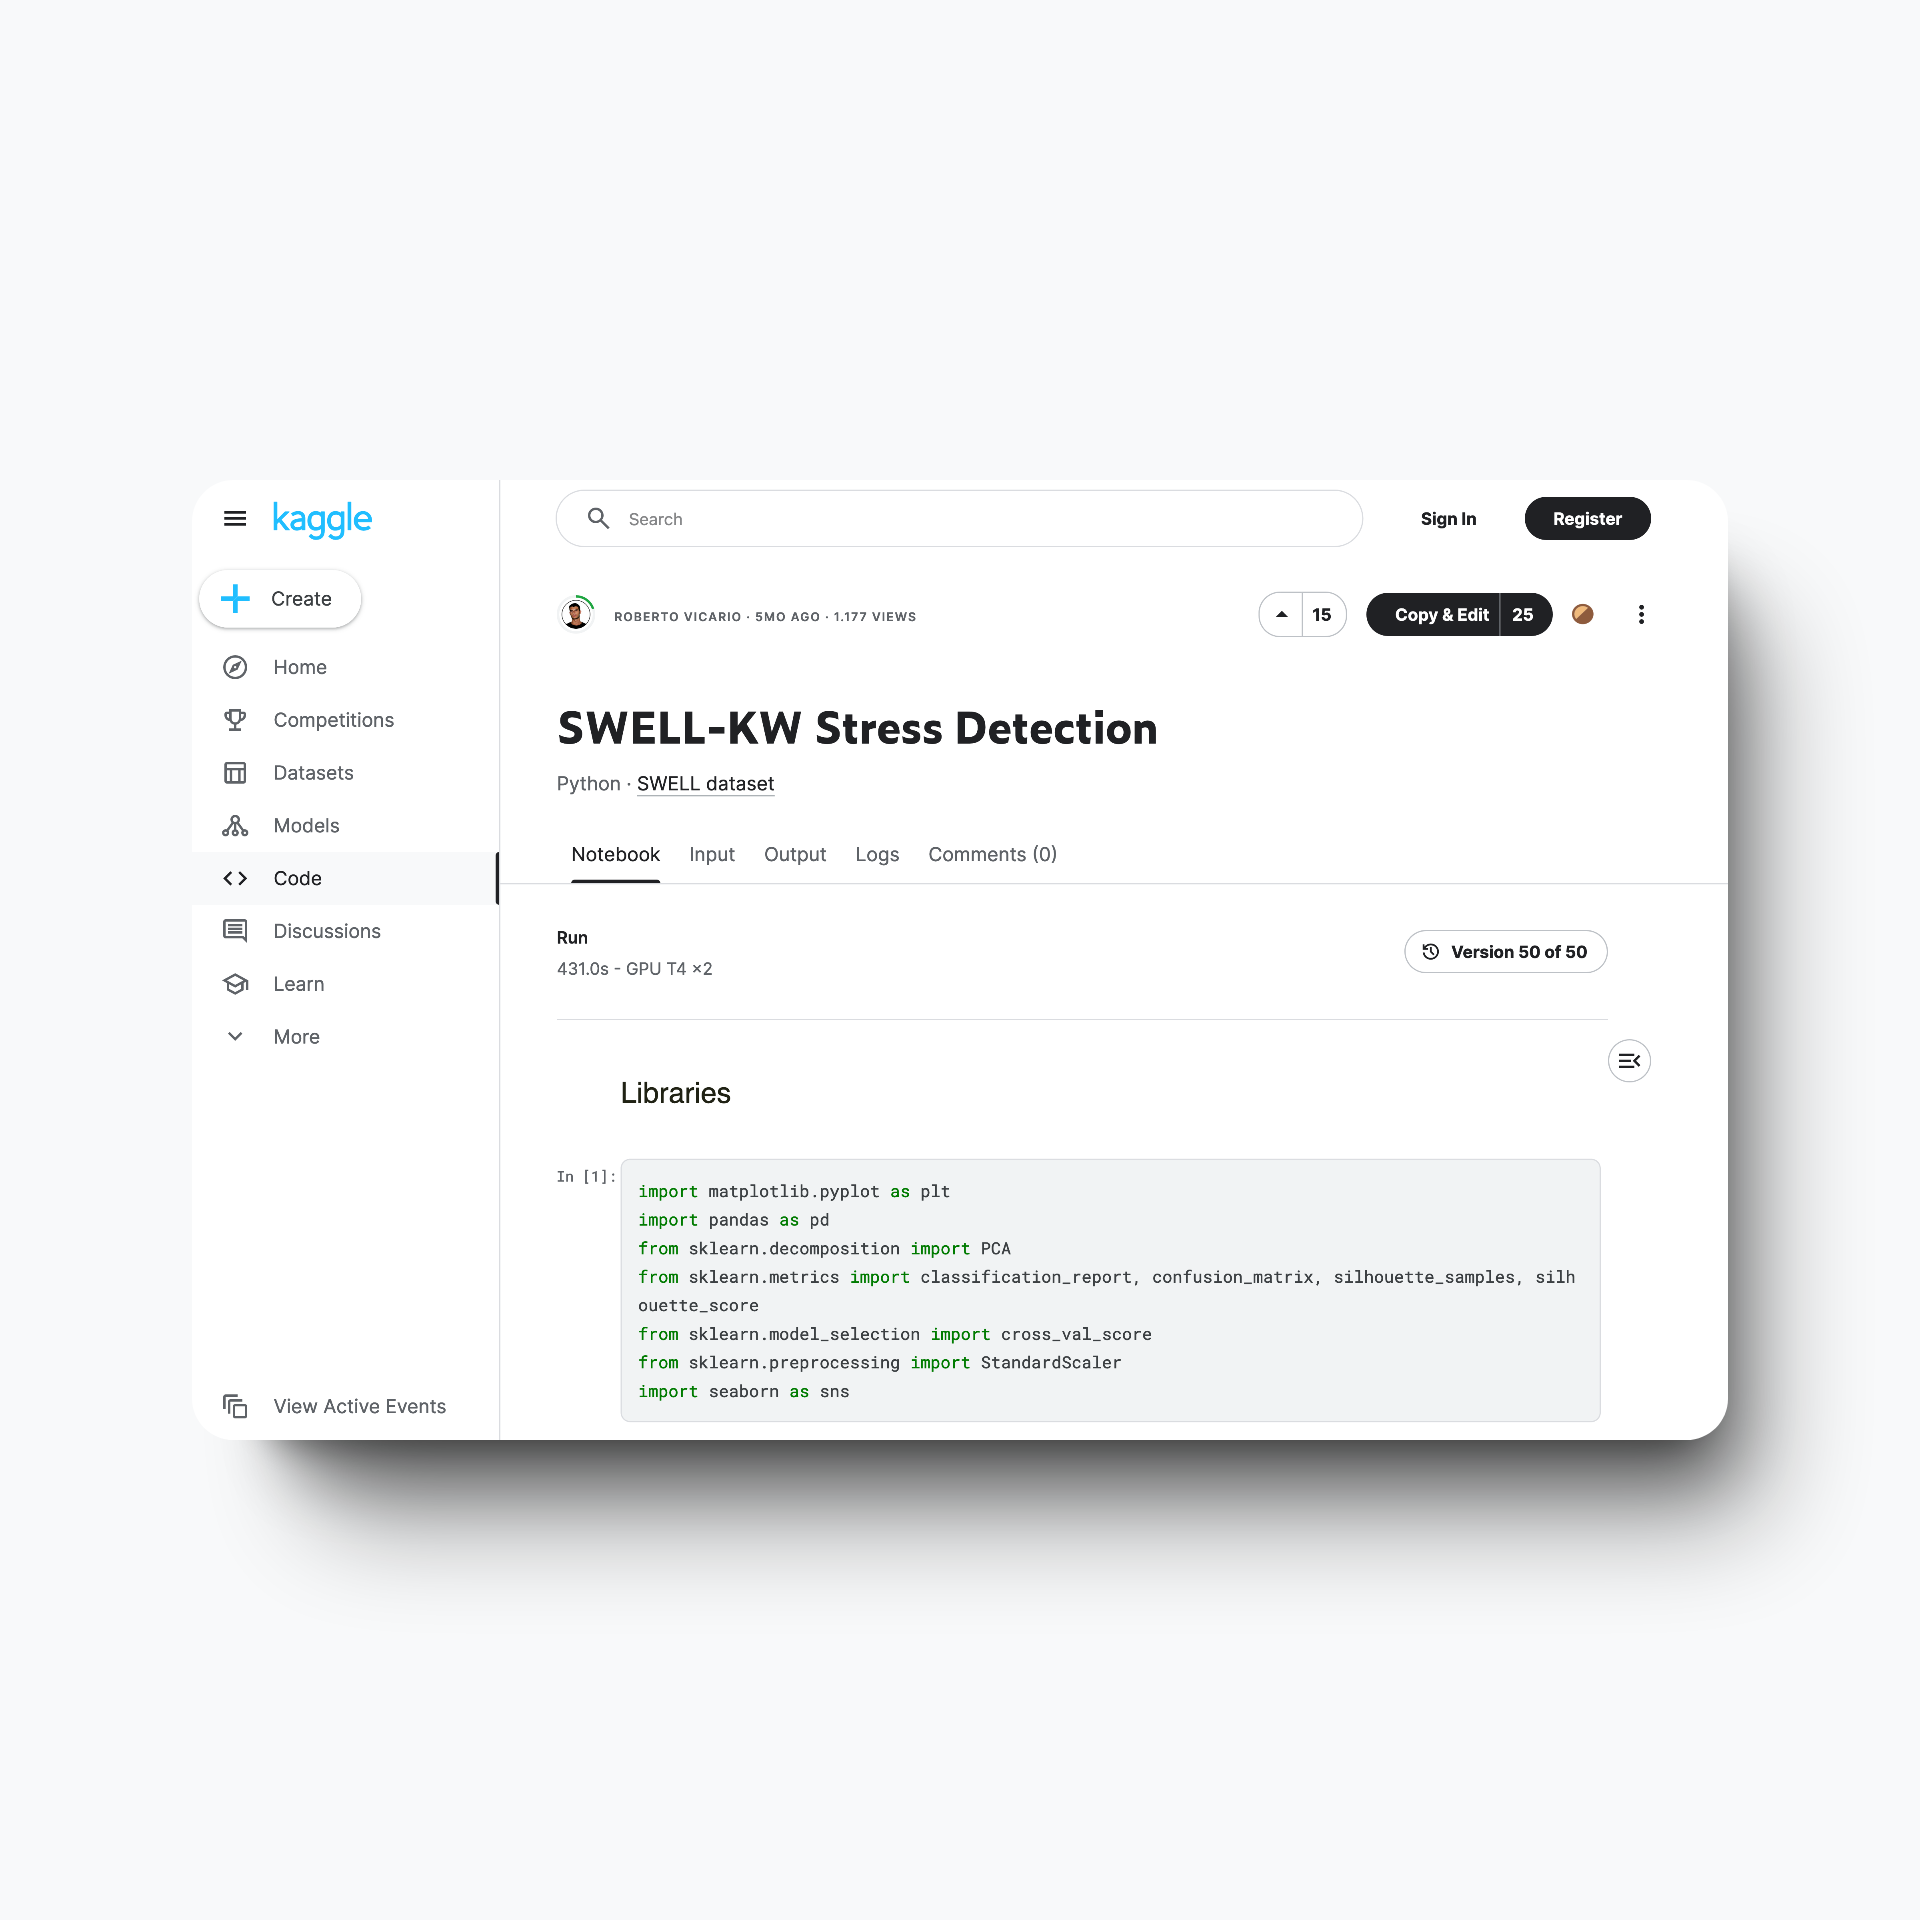 kaggle
Search
Sign In
Register
Create
Home
Competitions
Datasets
Models
Code
Discussions
Learn
More
View Active Events
ROBERTO VICARIO · 5MO AGO · 1.177 VIEWS
15
Copy & Edit 25
SWELL-KW Stress Detection
Python · SWELL dataset
Notebook Input Output Logs Comments (0)
Run
431.0s - GPU T4 ×2
Version 50 of 50
Libraries
In [1]:
import matplotlib.pyplot as plt
import pandas as pd
from sklearn.decomposition import PCA
from sklearn.metrics import classification_report, confusion_matrix, silhouette_samples, silh
ouette_score
from sklearn.model_selection import cross_val_score
from sklearn.preprocessing import StandardScaler
import seaborn as sns